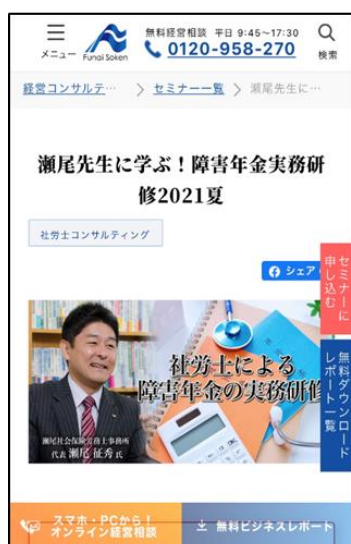 無料経営相談 平日 9:45~17:30
メニュー
Funai Soken
0120-958-270
検索
経営コンサルテ… > セミナー一覧 > 瀬尾先生に…
瀬尾先生に学ぶ！障害年金実務研
修2021夏
社労士コンサルティング
シェア
セミナーに
申し込む
社労士による
障害年金の実務研修
瀬尾社会保険労務士事務所
代表 瀬尾 征秀 氏
無料ダウンロード
レポート一覧
スマホ・PCから！
オンライン経営相談
無料ビジネスレポート